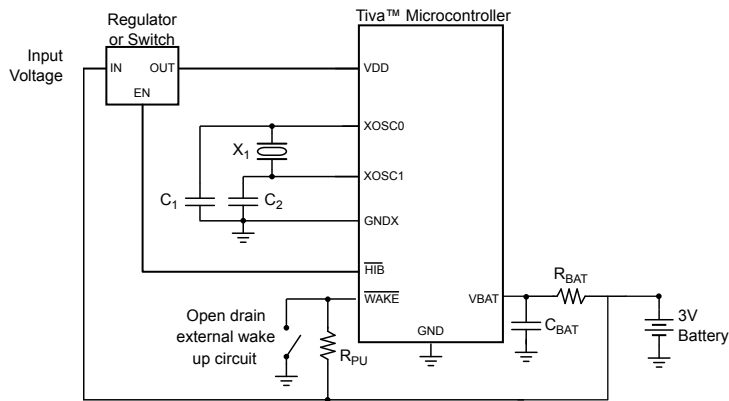 Tiva™ Microcontroller
Regulator
or Switch
Input
Voltage
IN
OUT
EN
VDD
XOSC0
X1
XOSC1
C1
C2
GNDX
HIB
WAKE
VBAT
RBAT
Open drain
external wake
up circuit
RPU
GND
CBAT
3V
Battery